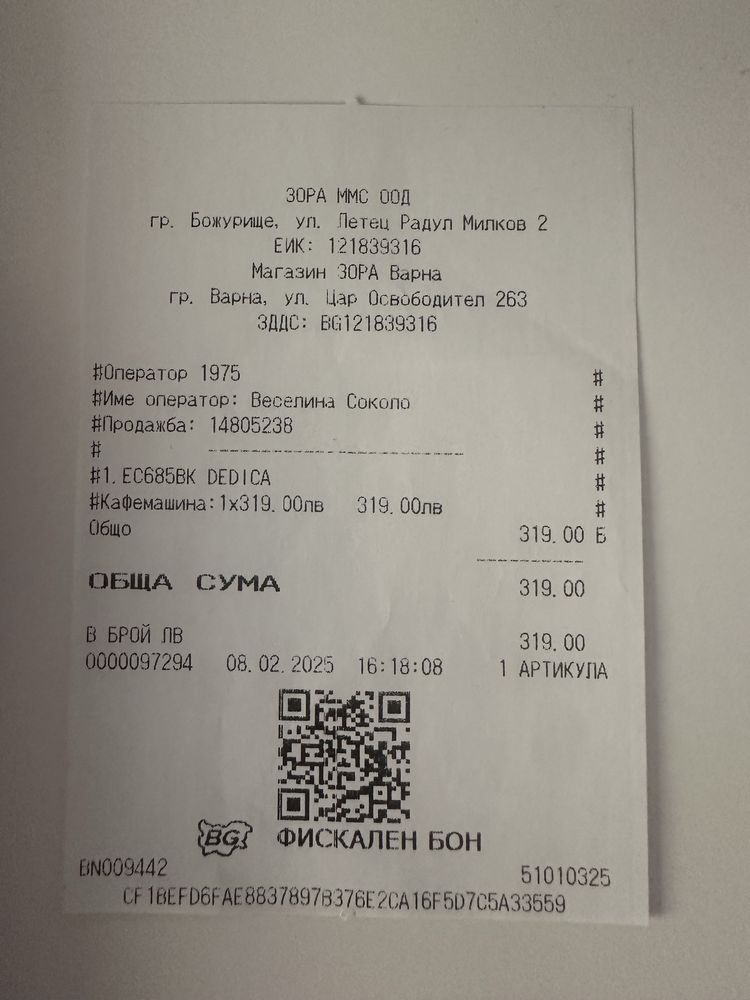 ЗОРА ММС ООД
гр. Божурище, ул. Летец Радул Милков 2
ЕИК: 121839316
Магазин ЗОРА Варна
гр. Варна, ул. Цар Освободител 263
ЗДДС: BG121839316
#Оператор 1975 #
#Име оператор: Веселина Соколо #
#Продажба: 14805238 #
# ------------------------------ #
#1. EC685BK DEDICA #
#Кафемашина:1x319.00лв 319.00лв #
Общо 319.00 Б
ОБЩА СУМА 319.00
В БРОЙ ЛВ 319.00
0000097294 08.02.2025 16:18:08 1 АРТИКУЛА
BG ФИСКАЛЕН БОН
BN009442 51010325
CF1BEFD6FAE8837897B376E2CA16F5D7C5A33559